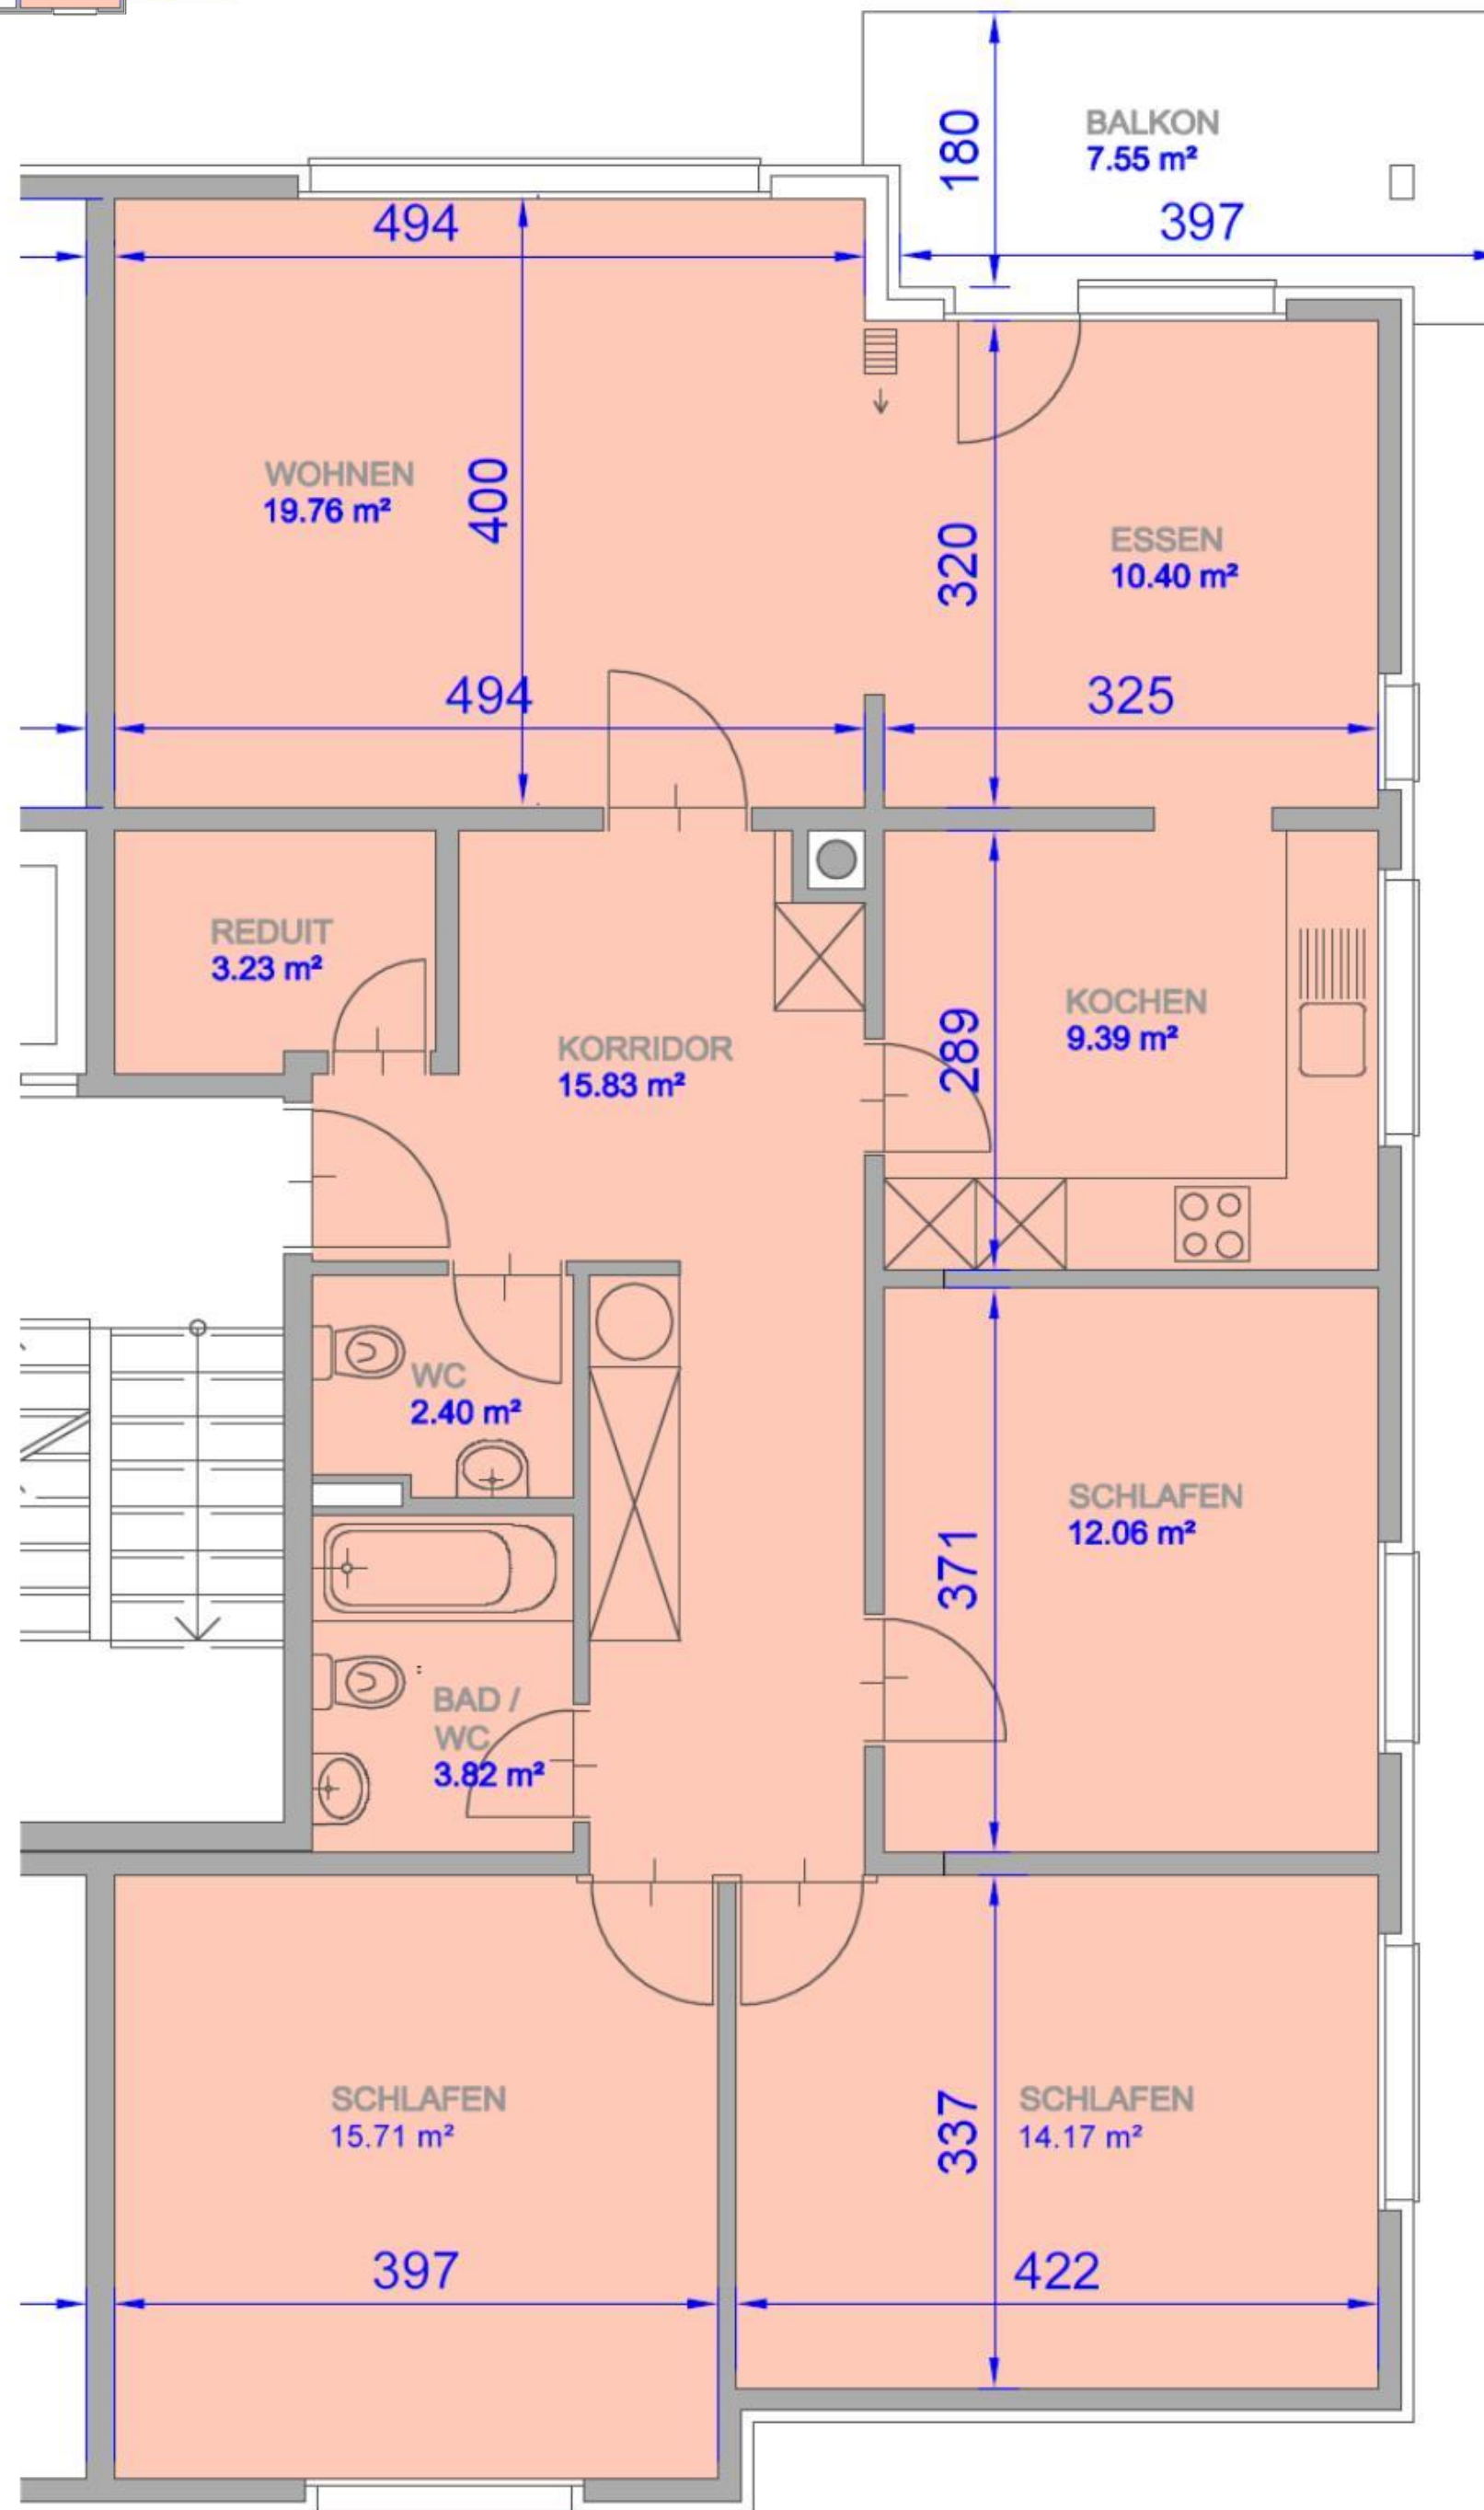 BALKON
7.55 m²
180
397
494
WOHNEN
19.76 m²
400
320
ESSEN
10.40 m²
494
325
REDUIT
3.23 m²
KORRIDOR
15.83 m²
KOCHEN
9.39 m²
289
WC
2.40 m²
SCHLAFEN
12.06 m²
371
BAD /
WC
3.82 m²
SCHLAFEN
15.71 m²
337
SCHLAFEN
14.17 m²
397
422